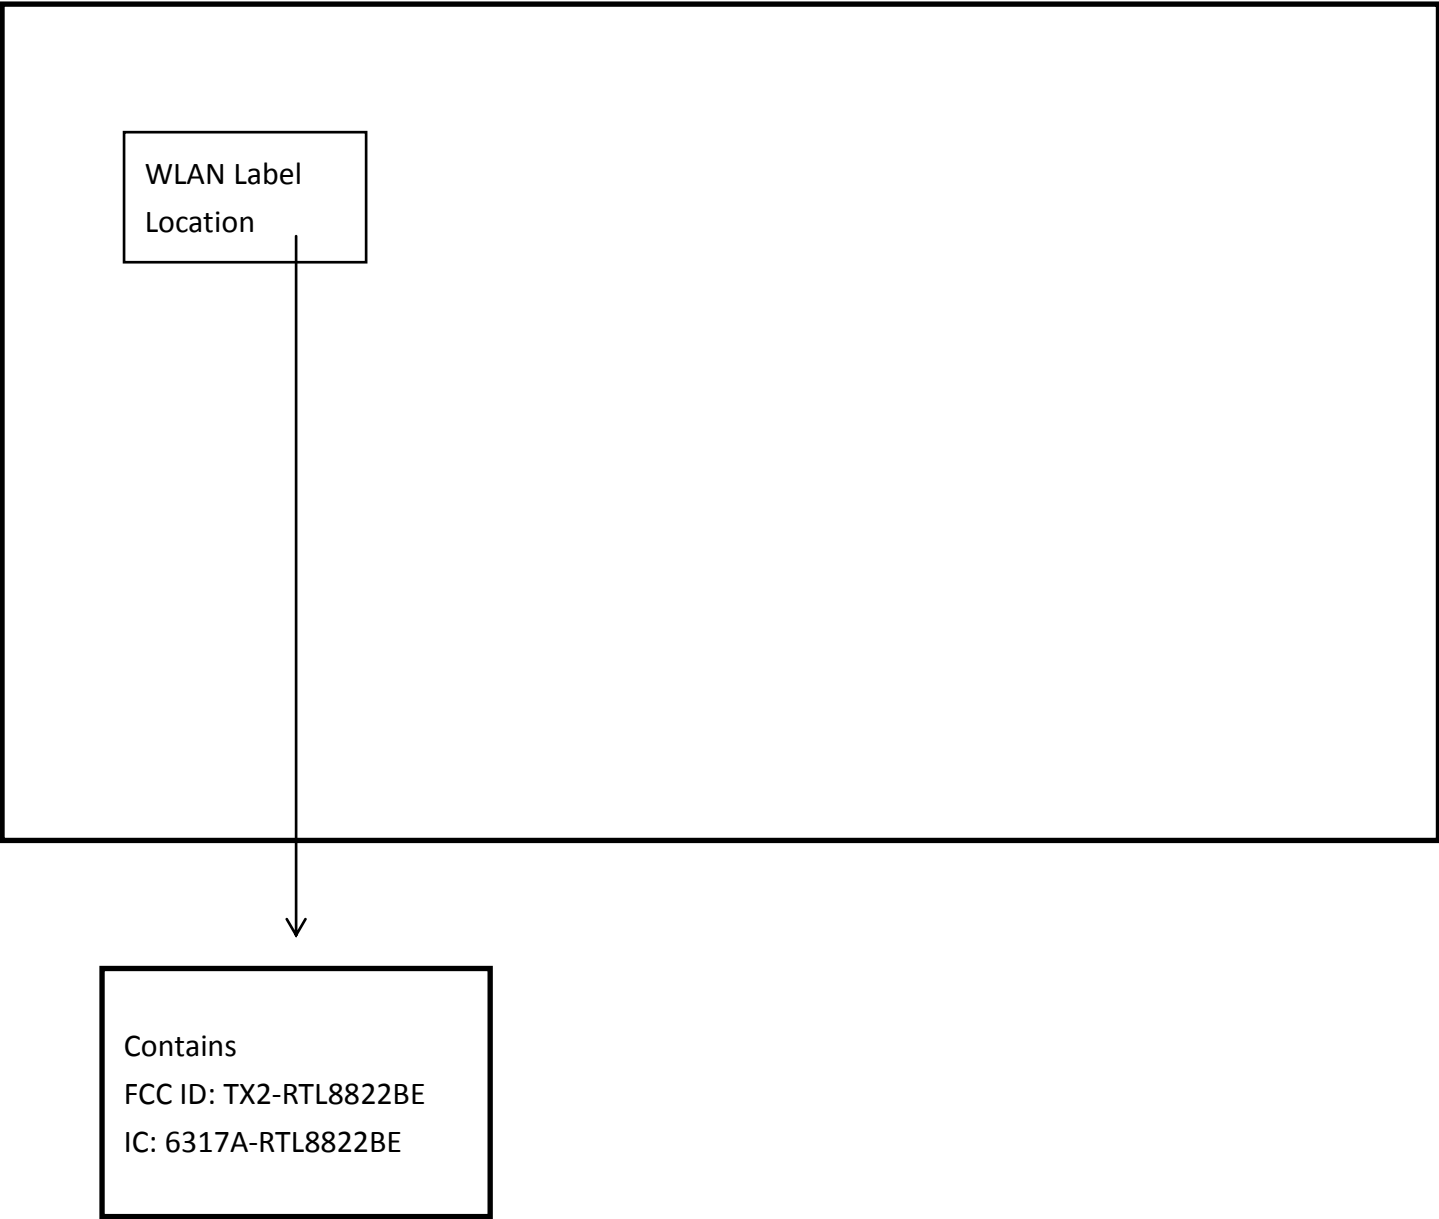 WLAN Label
Location
Contains
FCC ID: TX2-RTL8822BE
IC: 6317A-RTL8822BE